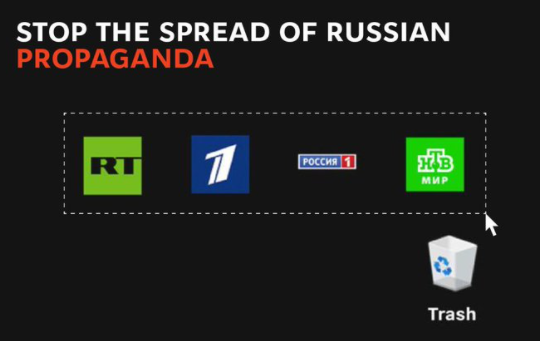 STOP THE SPREAD OF RUSSIAN
PROPAGANDA
RT
1
РОССИЯ 1
НТВ
МИР
Trash